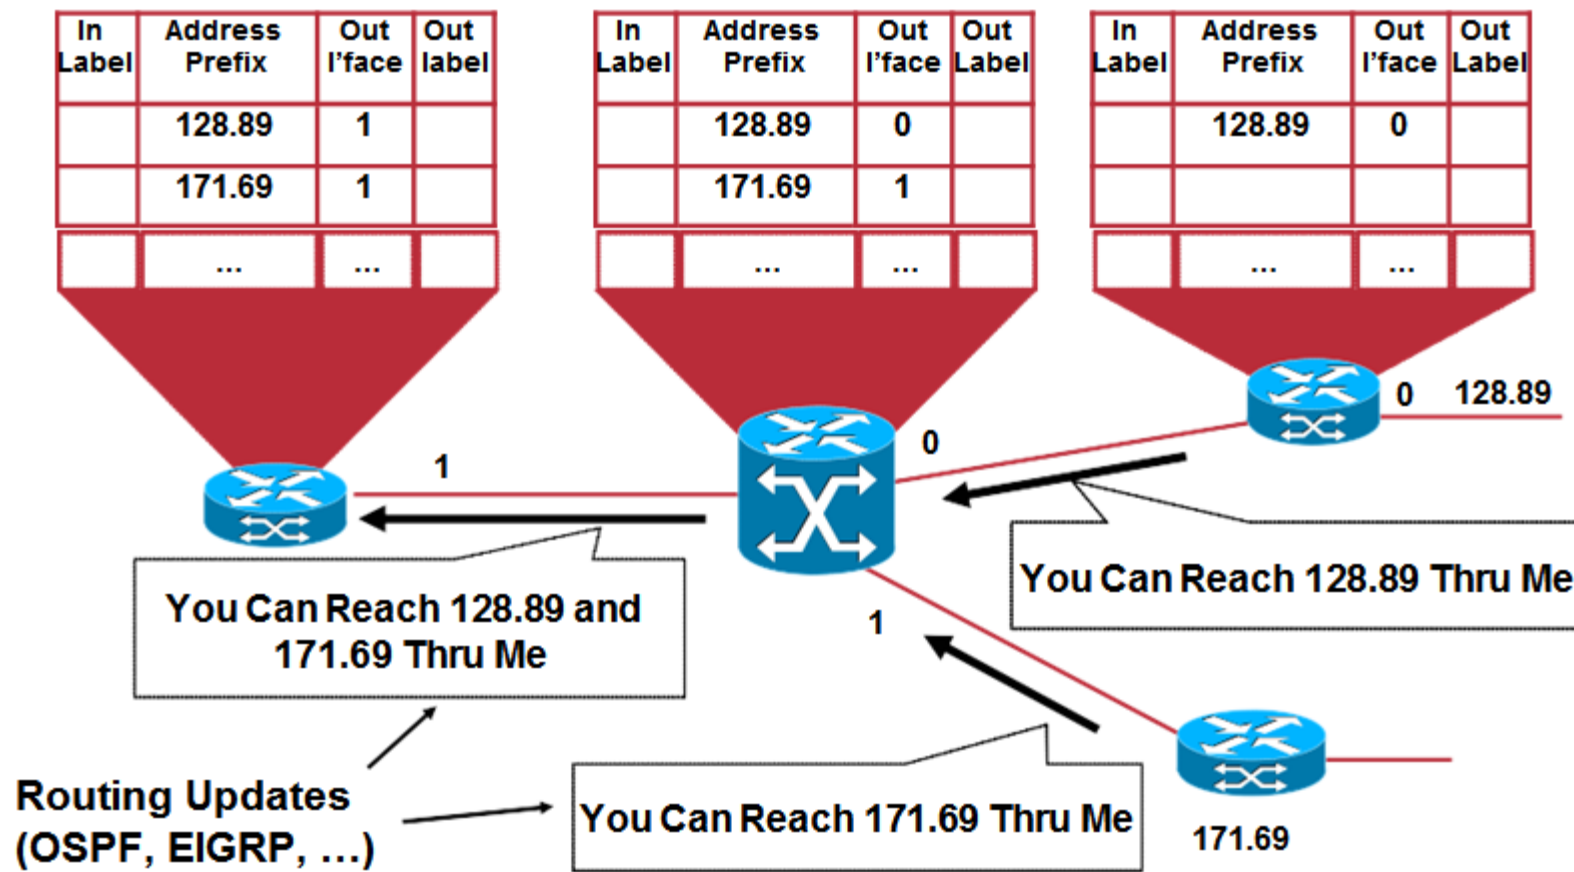 In Label | Address Prefix | Out I'face | Out label
128.89 | 1
171.69 | 1
... | ...
In Label | Address Prefix | Out I'face | Out Label
128.89 | 0
171.69 | 1
... | ...
In Label | Address Prefix | Out I'face | Out Label
128.89 | 0
... | ...
0 128.89
0
1
You Can Reach 128.89 Thru Me
You Can Reach 128.89 and
171.69 Thru Me
1
Routing Updates
(OSPF, EIGRP, ...)
You Can Reach 171.69 Thru Me
171.69